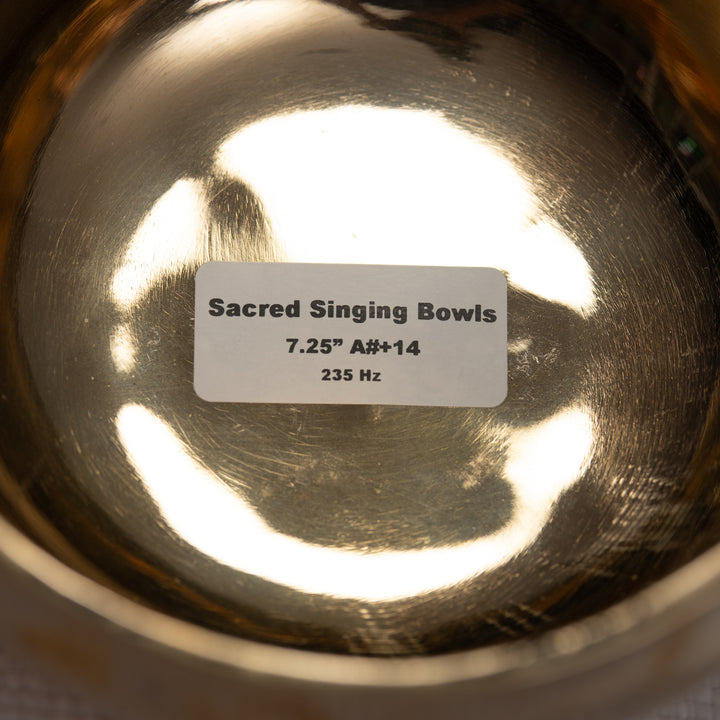 Sacred Singing Bowls
7.25” A#+14
235 Hz